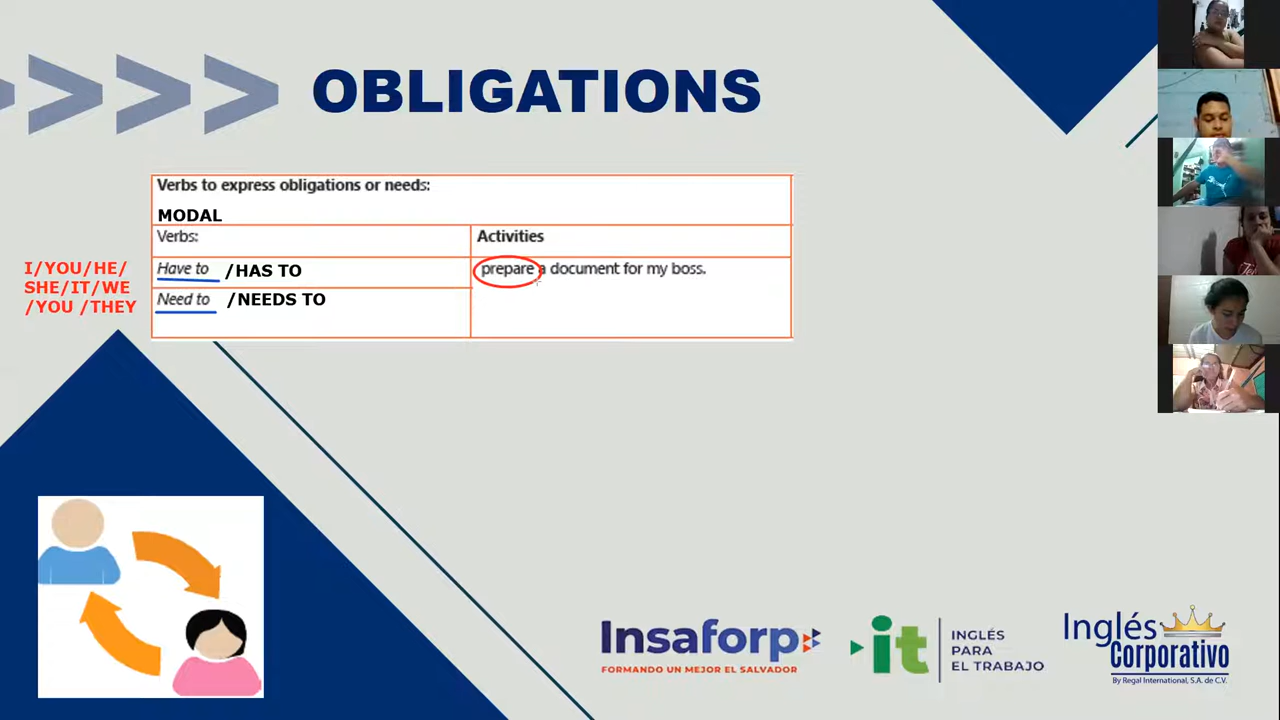 OBLIGATIONS
Verbs to express obligations or needs:
MODAL
Verbs:
Activities
I/YOU/HE/
SHE/IT/WE
/YOU /THEY
Have to /HAS TO
prepare a document for my boss.
Need to /NEEDS TO
Insaforp
FORMANDO UN MEJOR EL SALVADOR
it
INGLÉS
PARA
EL TRABAJO
Inglés
Corporativo
By Regal International, S.A. de C.V.